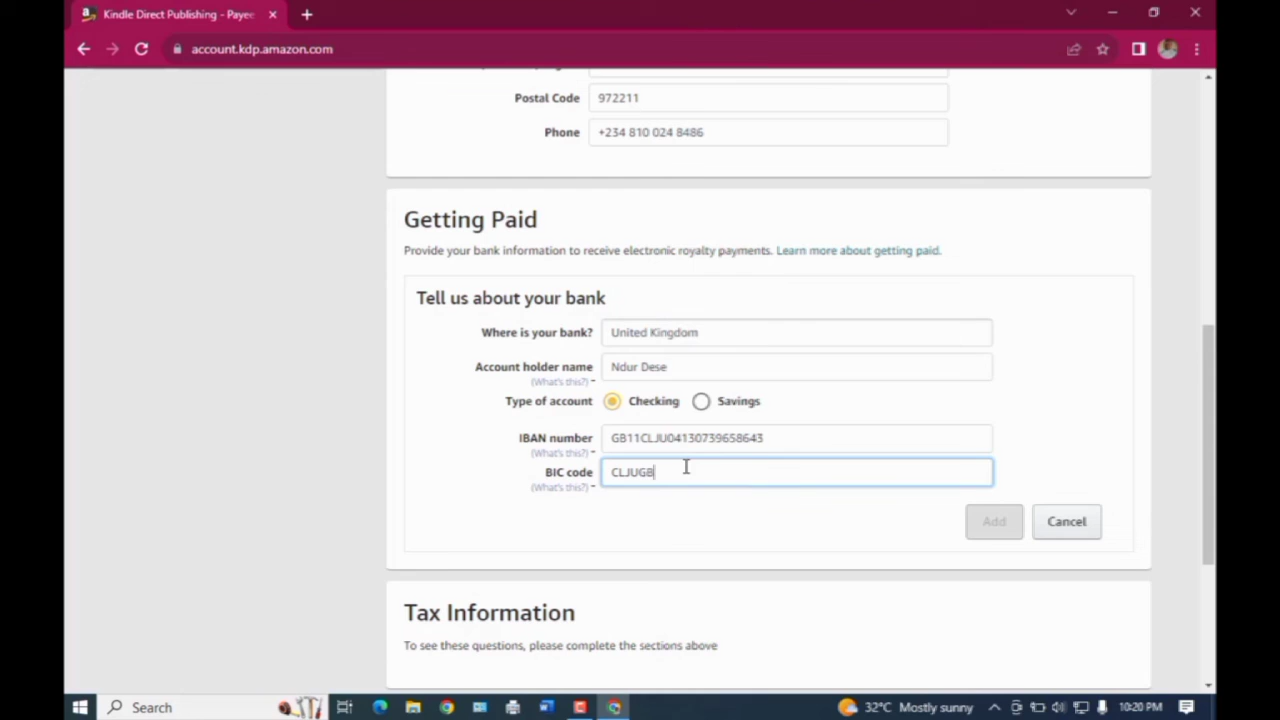 Kindle Direct Publishing - Payee
account.kdp.amazon.com
Postal Code 972211
Phone +234 810 024 8486
Getting Paid
Provide your bank information to receive electronic royalty payments. Learn more about getting paid.
Tell us about your bank
Where is your bank? United Kingdom
Account holder name Ndur Dese
(What's this?)
Type of account Checking Savings
IBAN number GB11CLJU04130739658643
(What's this?)
BIC code CLJUGB
(What's this?)
Add Cancel
Tax Information
To see these questions, please complete the sections above
Search 32°C Mostly sunny 10:20 PM